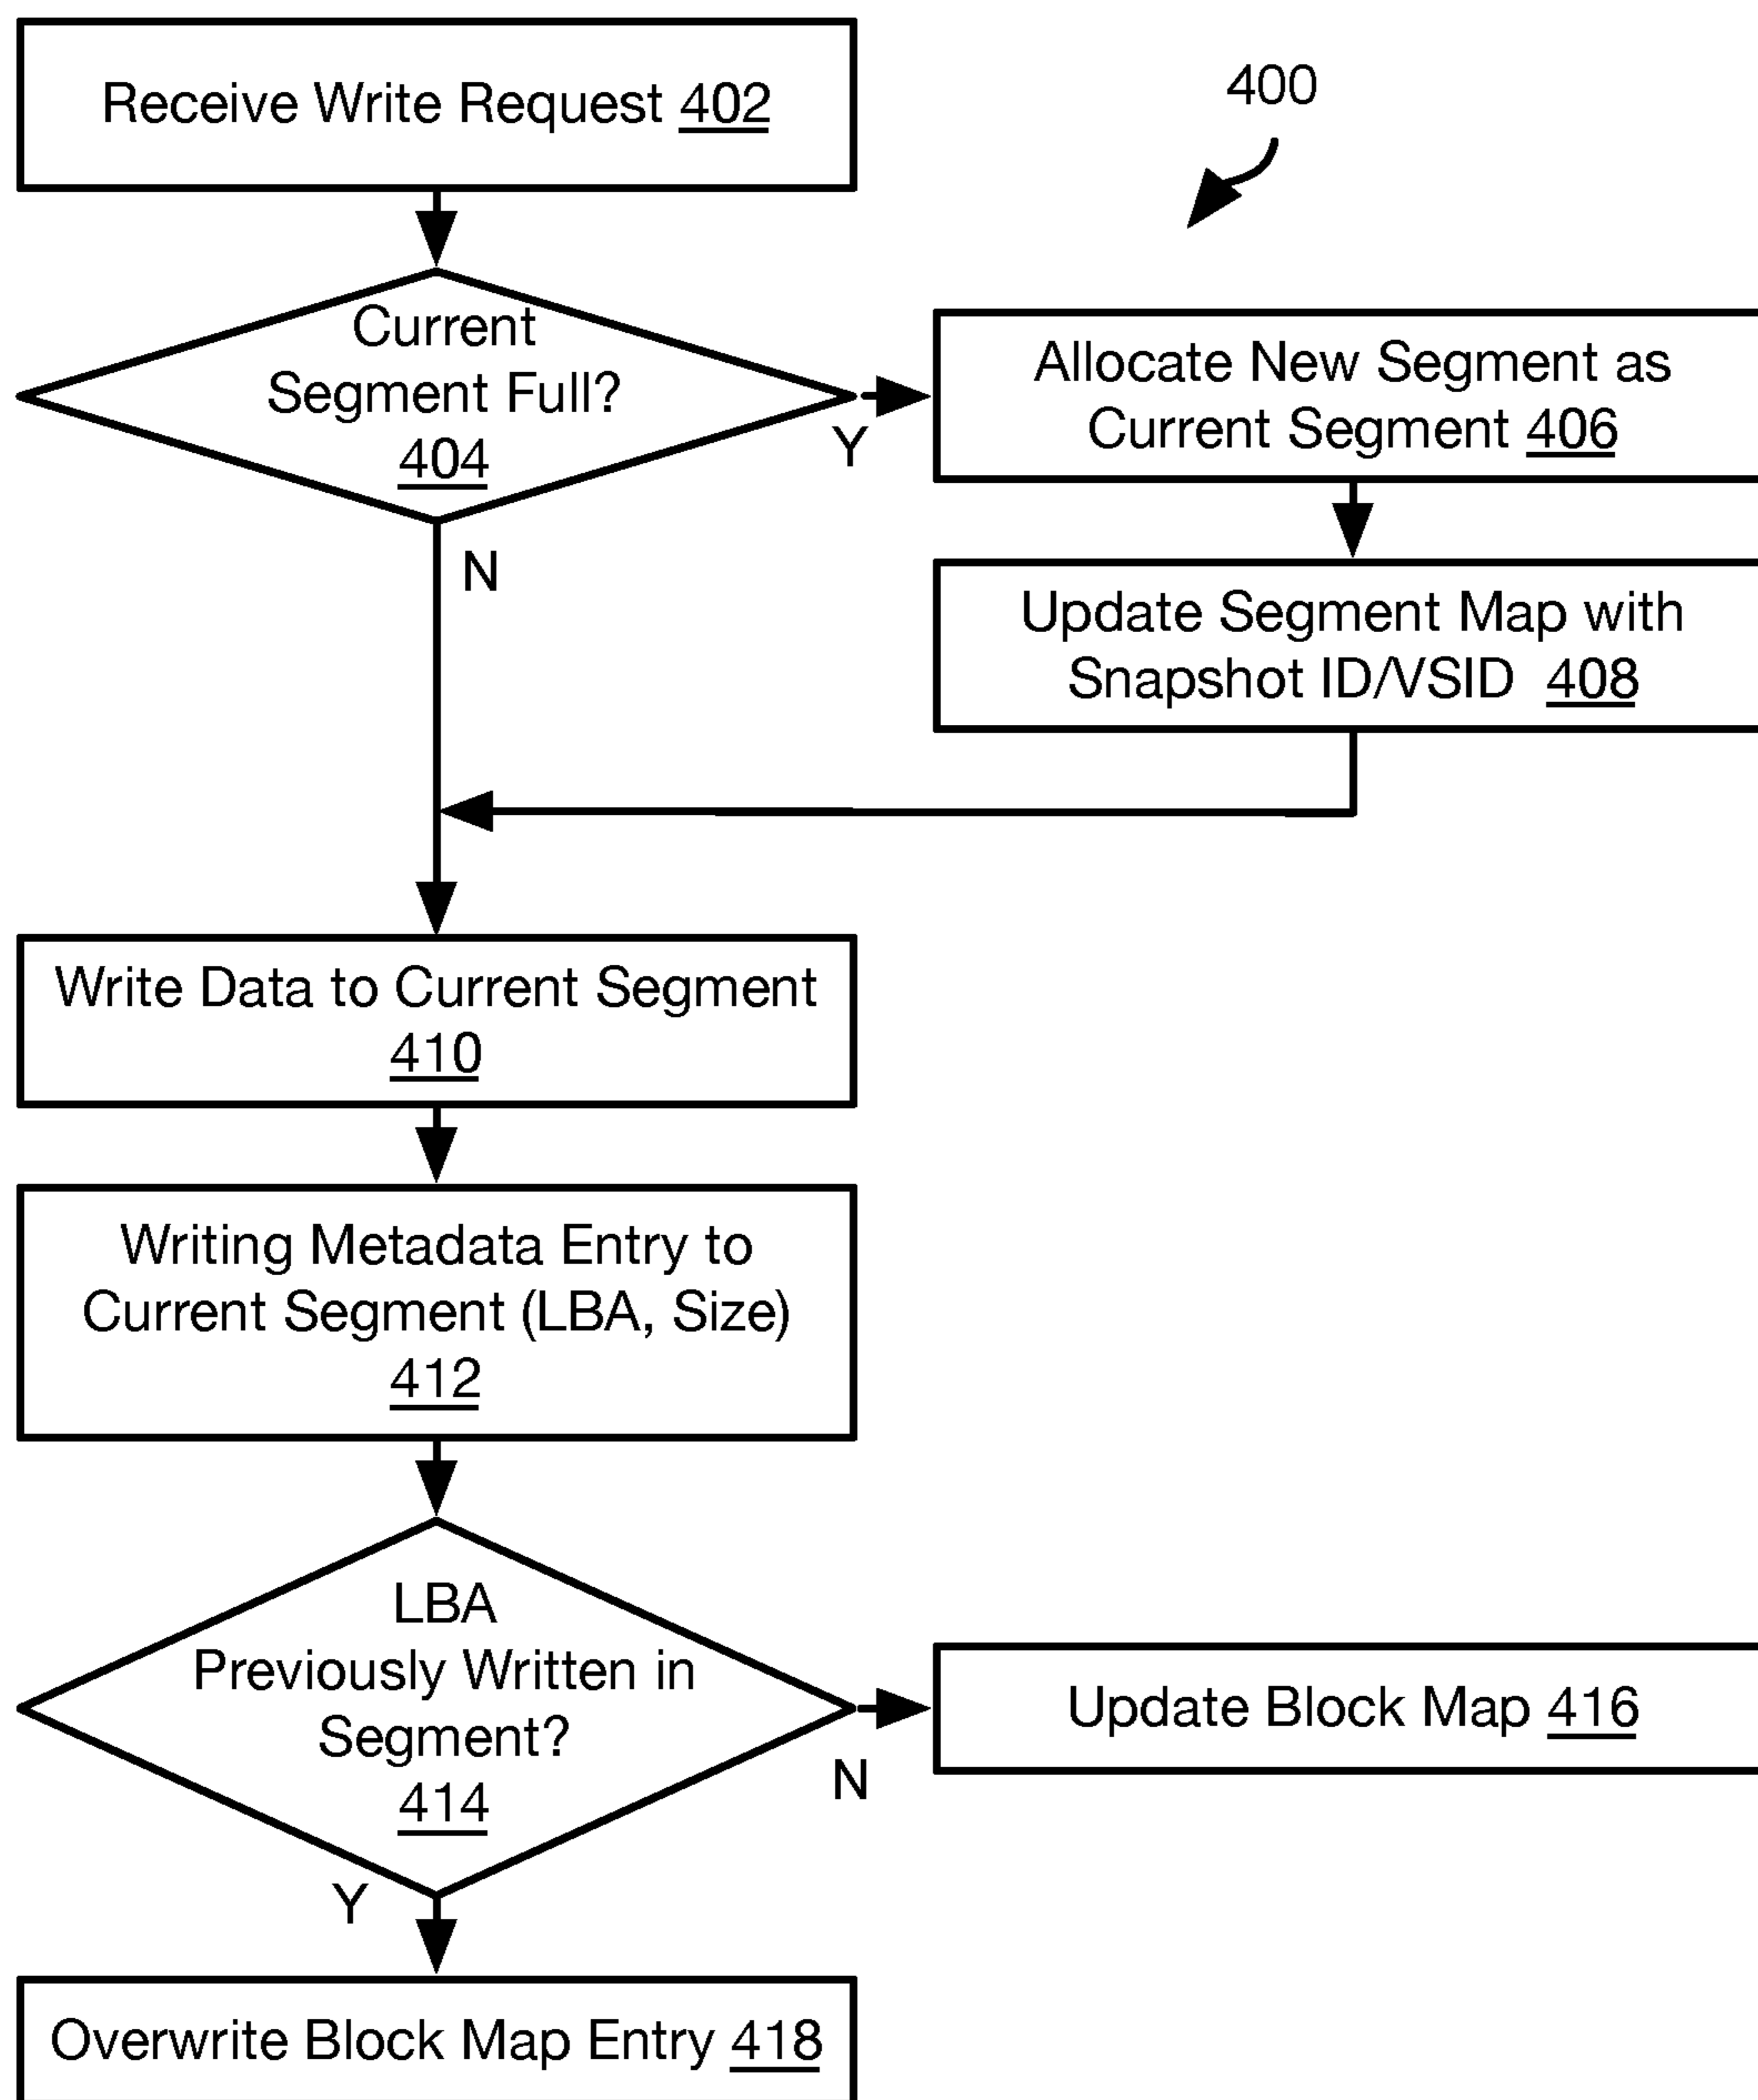 Receive Write Request 402
400
Current
Segment Full?
404
Y
N
Allocate New Segment as
Current Segment 406
Update Segment Map with
Snapshot ID/VSID 408
Write Data to Current Segment
410
Writing Metadata Entry to
Current Segment (LBA, Size)
412
LBA
Previously Written in
Segment?
414
N
Y
Update Block Map 416
Overwrite Block Map Entry 418